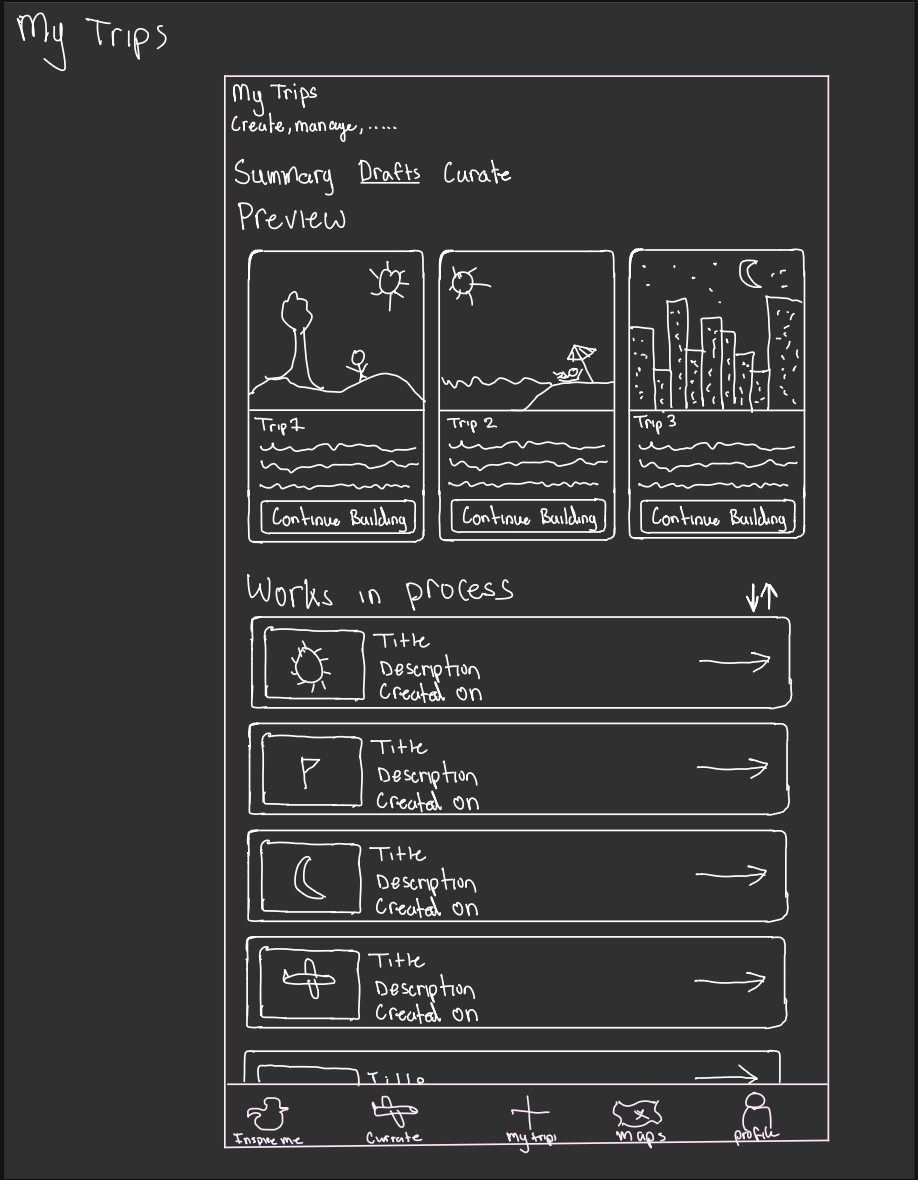 My Trips
My Trips
Create, manage, .....
Summary Drafts Curate
Preview
Trip 1
Continue Building
Trip 2
Continue Building
Trip 3
Continue Building
Works in process
Title
Description
Created on
Title
Description
Created on
Title
Description
Created on
Title
Description
Created on
Title
Inspire me Currate My trips maps profile